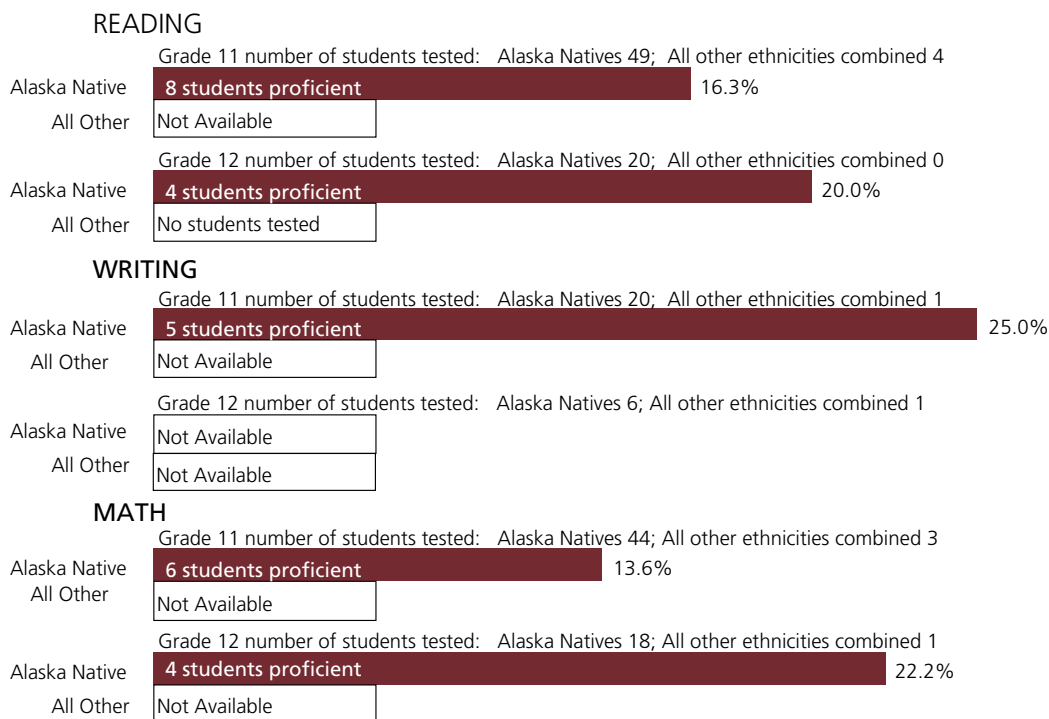 READING
Grade 11 number of students tested: Alaska Natives 49; All other ethnicities combined 4
Alaska Native 8 students proficient 16.3%
All Other Not Available
Grade 12 number of students tested: Alaska Natives 20; All other ethnicities combined 0
Alaska Native 4 students proficient 20.0%
All Other No students tested
WRITING
Grade 11 number of students tested: Alaska Natives 20; All other ethnicities combined 1
Alaska Native 5 students proficient 25.0%
All Other Not Available
Grade 12 number of students tested: Alaska Natives 6; All other ethnicities combined 1
Alaska Native Not Available
All Other Not Available
MATH
Grade 11 number of students tested: Alaska Natives 44; All other ethnicities combined 3
Alaska Native 6 students proficient 13.6%
All Other Not Available
Grade 12 number of students tested: Alaska Natives 18; All other ethnicities combined 1
Alaska Native 4 students proficient 22.2%
All Other Not Available